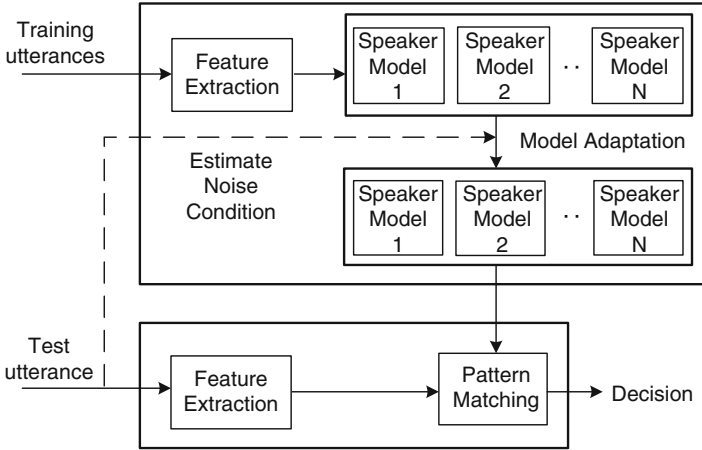 Training
utterances
Feature
Extraction
Speaker
Model
1
Speaker
Model
2
. .
Speaker
Model
N
Model Adaptation
Estimate
Noise
Condition
Speaker
Model
1
Speaker
Model
2
. .
Speaker
Model
N
Test
utterance
Feature
Extraction
Pattern
Matching
Decision